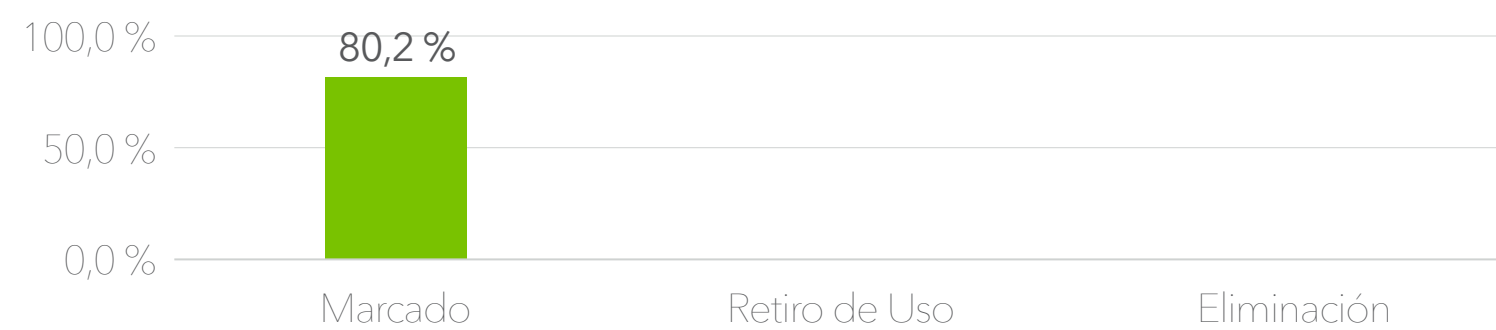 100,0 %
80,2 %
50,0 %
0,0 %
Marcado
Retiro de Uso
Eliminación